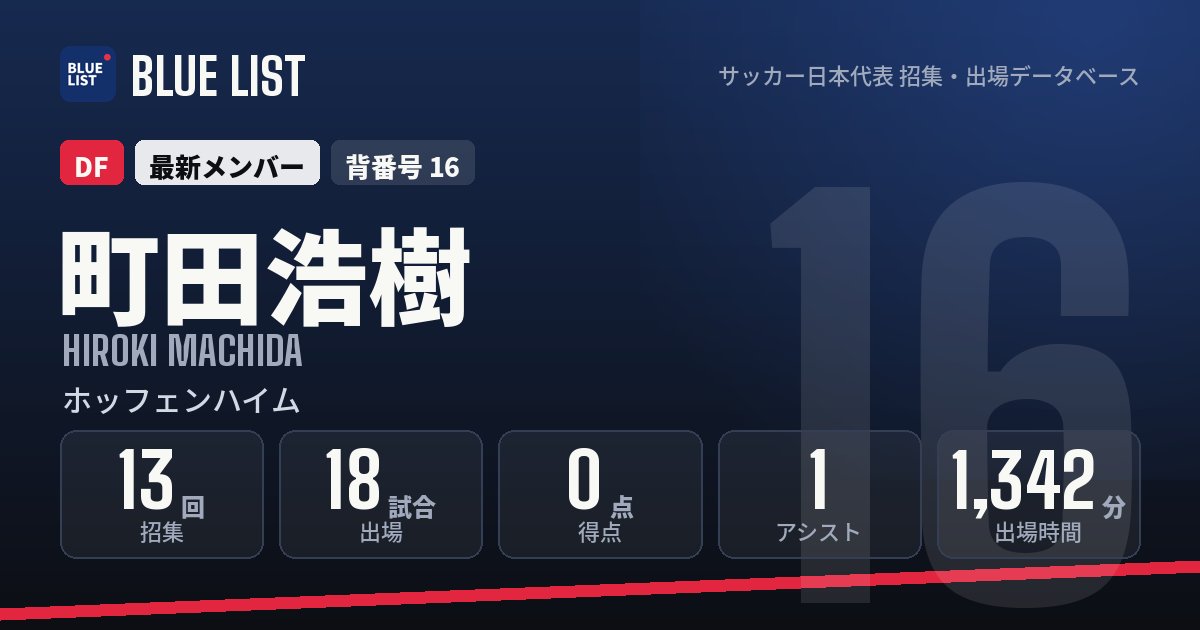 BLUE LIST
BLUE LIST
サッカー日本代表 招集・出場データベース
DF 最新メンバー 背番号 16
16
町田浩樹
HIROKI MACHIDA
ホッフェンハイム
13回 18試合 0点 1 1,342分
招集 出場 得点 アシスト 出場時間